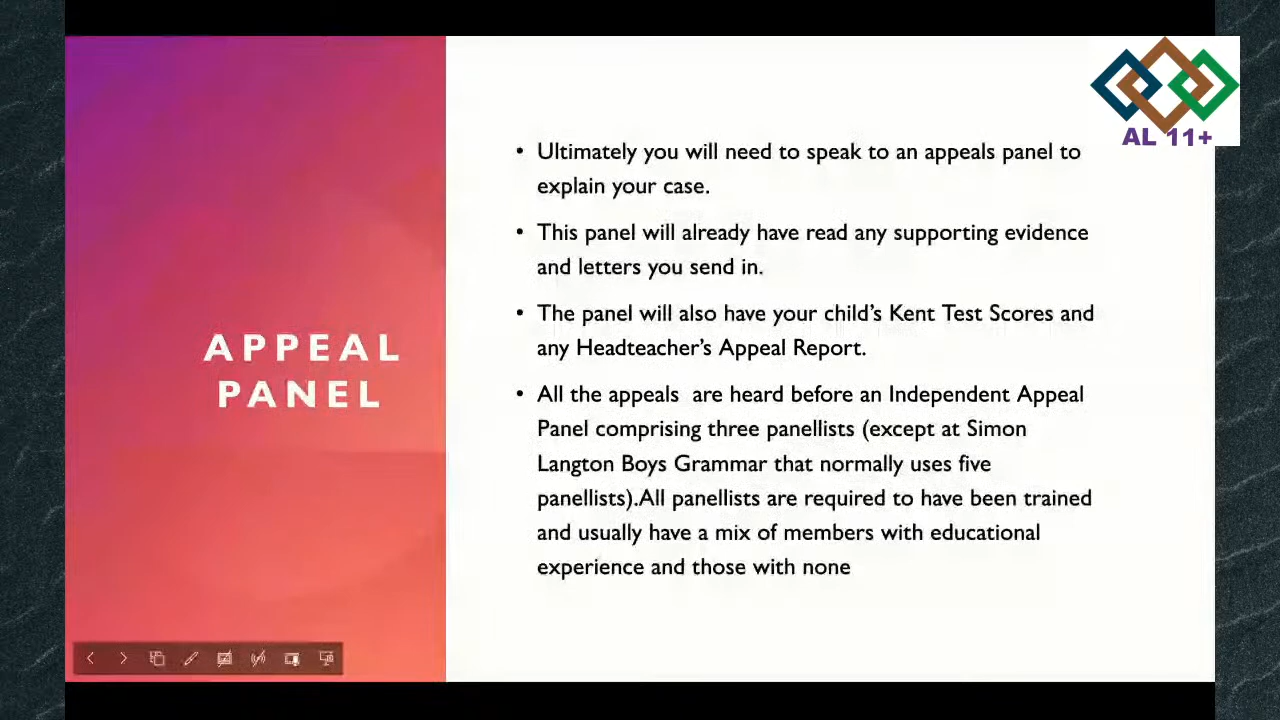 AL 11+
APPEAL
PANEL
• Ultimately you will need to speak to an appeals panel to
explain your case.
• This panel will already have read any supporting evidence
and letters you send in.
• The panel will also have your child's Kent Test Scores and
any Headteacher's Appeal Report.
• All the appeals  are heard before an Independent Appeal
Panel comprising three panellists (except at Simon
Langton Boys Grammar that normally uses five
panellists).All panellists are required to have been trained
and usually have a mix of members with educational
experience and those with none